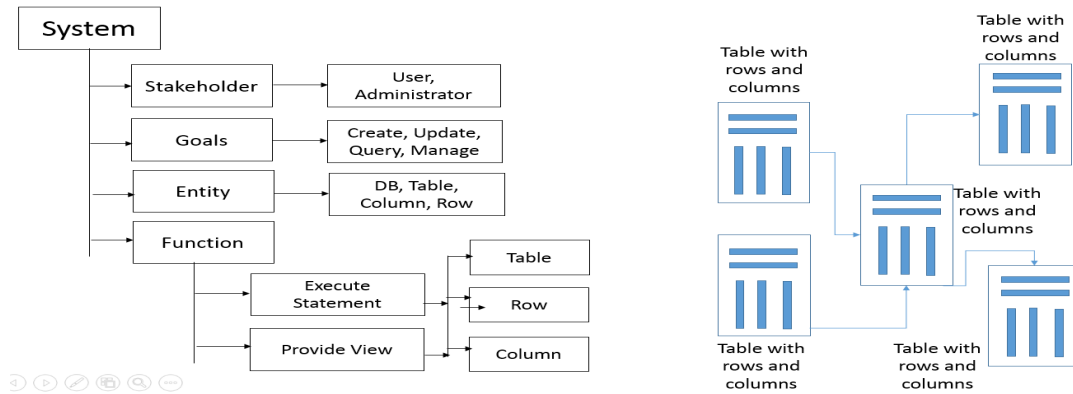 System
Stakeholder
User,
Administrator
Goals
Create, Update,
Query, Manage
Entity
DB, Table,
Column, Row
Function
Execute
Statement
Provide View
Table
Row
Column
Table with
rows and
columns
Table with
rows and
columns
Table with
rows and
columns
Table with
rows and
columns
Table with
rows and
columns